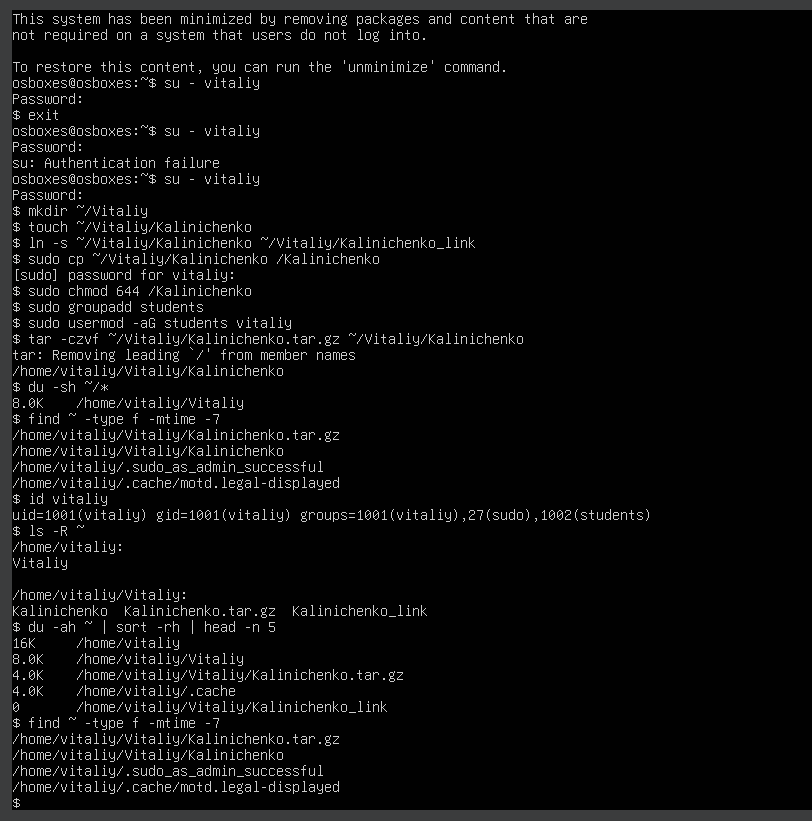 This system has been minimized by removing packages and content that are
not required on a system that users do not log into.

To restore this content, you can run the 'unminimize' command.
osboxes@osboxes:~$ su - vitaliy
Password:
$ exit
osboxes@osboxes:~$ su - vitaliy
Password:
su: Authentication failure
osboxes@osboxes:~$ su - vitaliy
Password:
$ mkdir ~/Vitaliy
$ touch ~/Vitaliy/Kalinichenko
$ ln -s ~/Vitaliy/Kalinichenko ~/Vitaliy/Kalinichenko_link
$ sudo cp ~/Vitaliy/Kalinichenko /Kalinichenko
[sudo] password for vitaliy:
$ sudo chmod 644 /Kalinichenko
$ sudo groupadd students
$ sudo usermod -aG students vitaliy
$ tar -czvf ~/Vitaliy/Kalinichenko.tar.gz ~/Vitaliy/Kalinichenko
tar: Removing leading `/' from member names
/home/vitaliy/Vitaliy/Kalinichenko
$ du -sh ~/*
8.0K    /home/vitaliy/Vitaliy
$ find ~ -type f -mtime -7
/home/vitaliy/Vitaliy/Kalinichenko.tar.gz
/home/vitaliy/Vitaliy/Kalinichenko
/home/vitaliy/.sudo_as_admin_successful
/home/vitaliy/.cache/motd.legal-displayed
$ id vitaliy
uid=1001(vitaliy) gid=1001(vitaliy) groups=1001(vitaliy),27(sudo),1002(students)
$ ls -R ~
/home/vitaliy:
Vitaliy

/home/vitaliy/Vitaliy:
Kalinichenko  Kalinichenko.tar.gz  Kalinichenko_link
$ du -ah ~ | sort -rh | head -n 5
16K     /home/vitaliy
8.0K    /home/vitaliy/Vitaliy
4.0K    /home/vitaliy/Vitaliy/Kalinichenko.tar.gz
4.0K    /home/vitaliy/.cache
0       /home/vitaliy/Vitaliy/Kalinichenko_link
$ find ~ -type f -mtime -7
/home/vitaliy/Vitaliy/Kalinichenko.tar.gz
/home/vitaliy/Vitaliy/Kalinichenko
/home/vitaliy/.sudo_as_admin_successful
/home/vitaliy/.cache/motd.legal-displayed
$